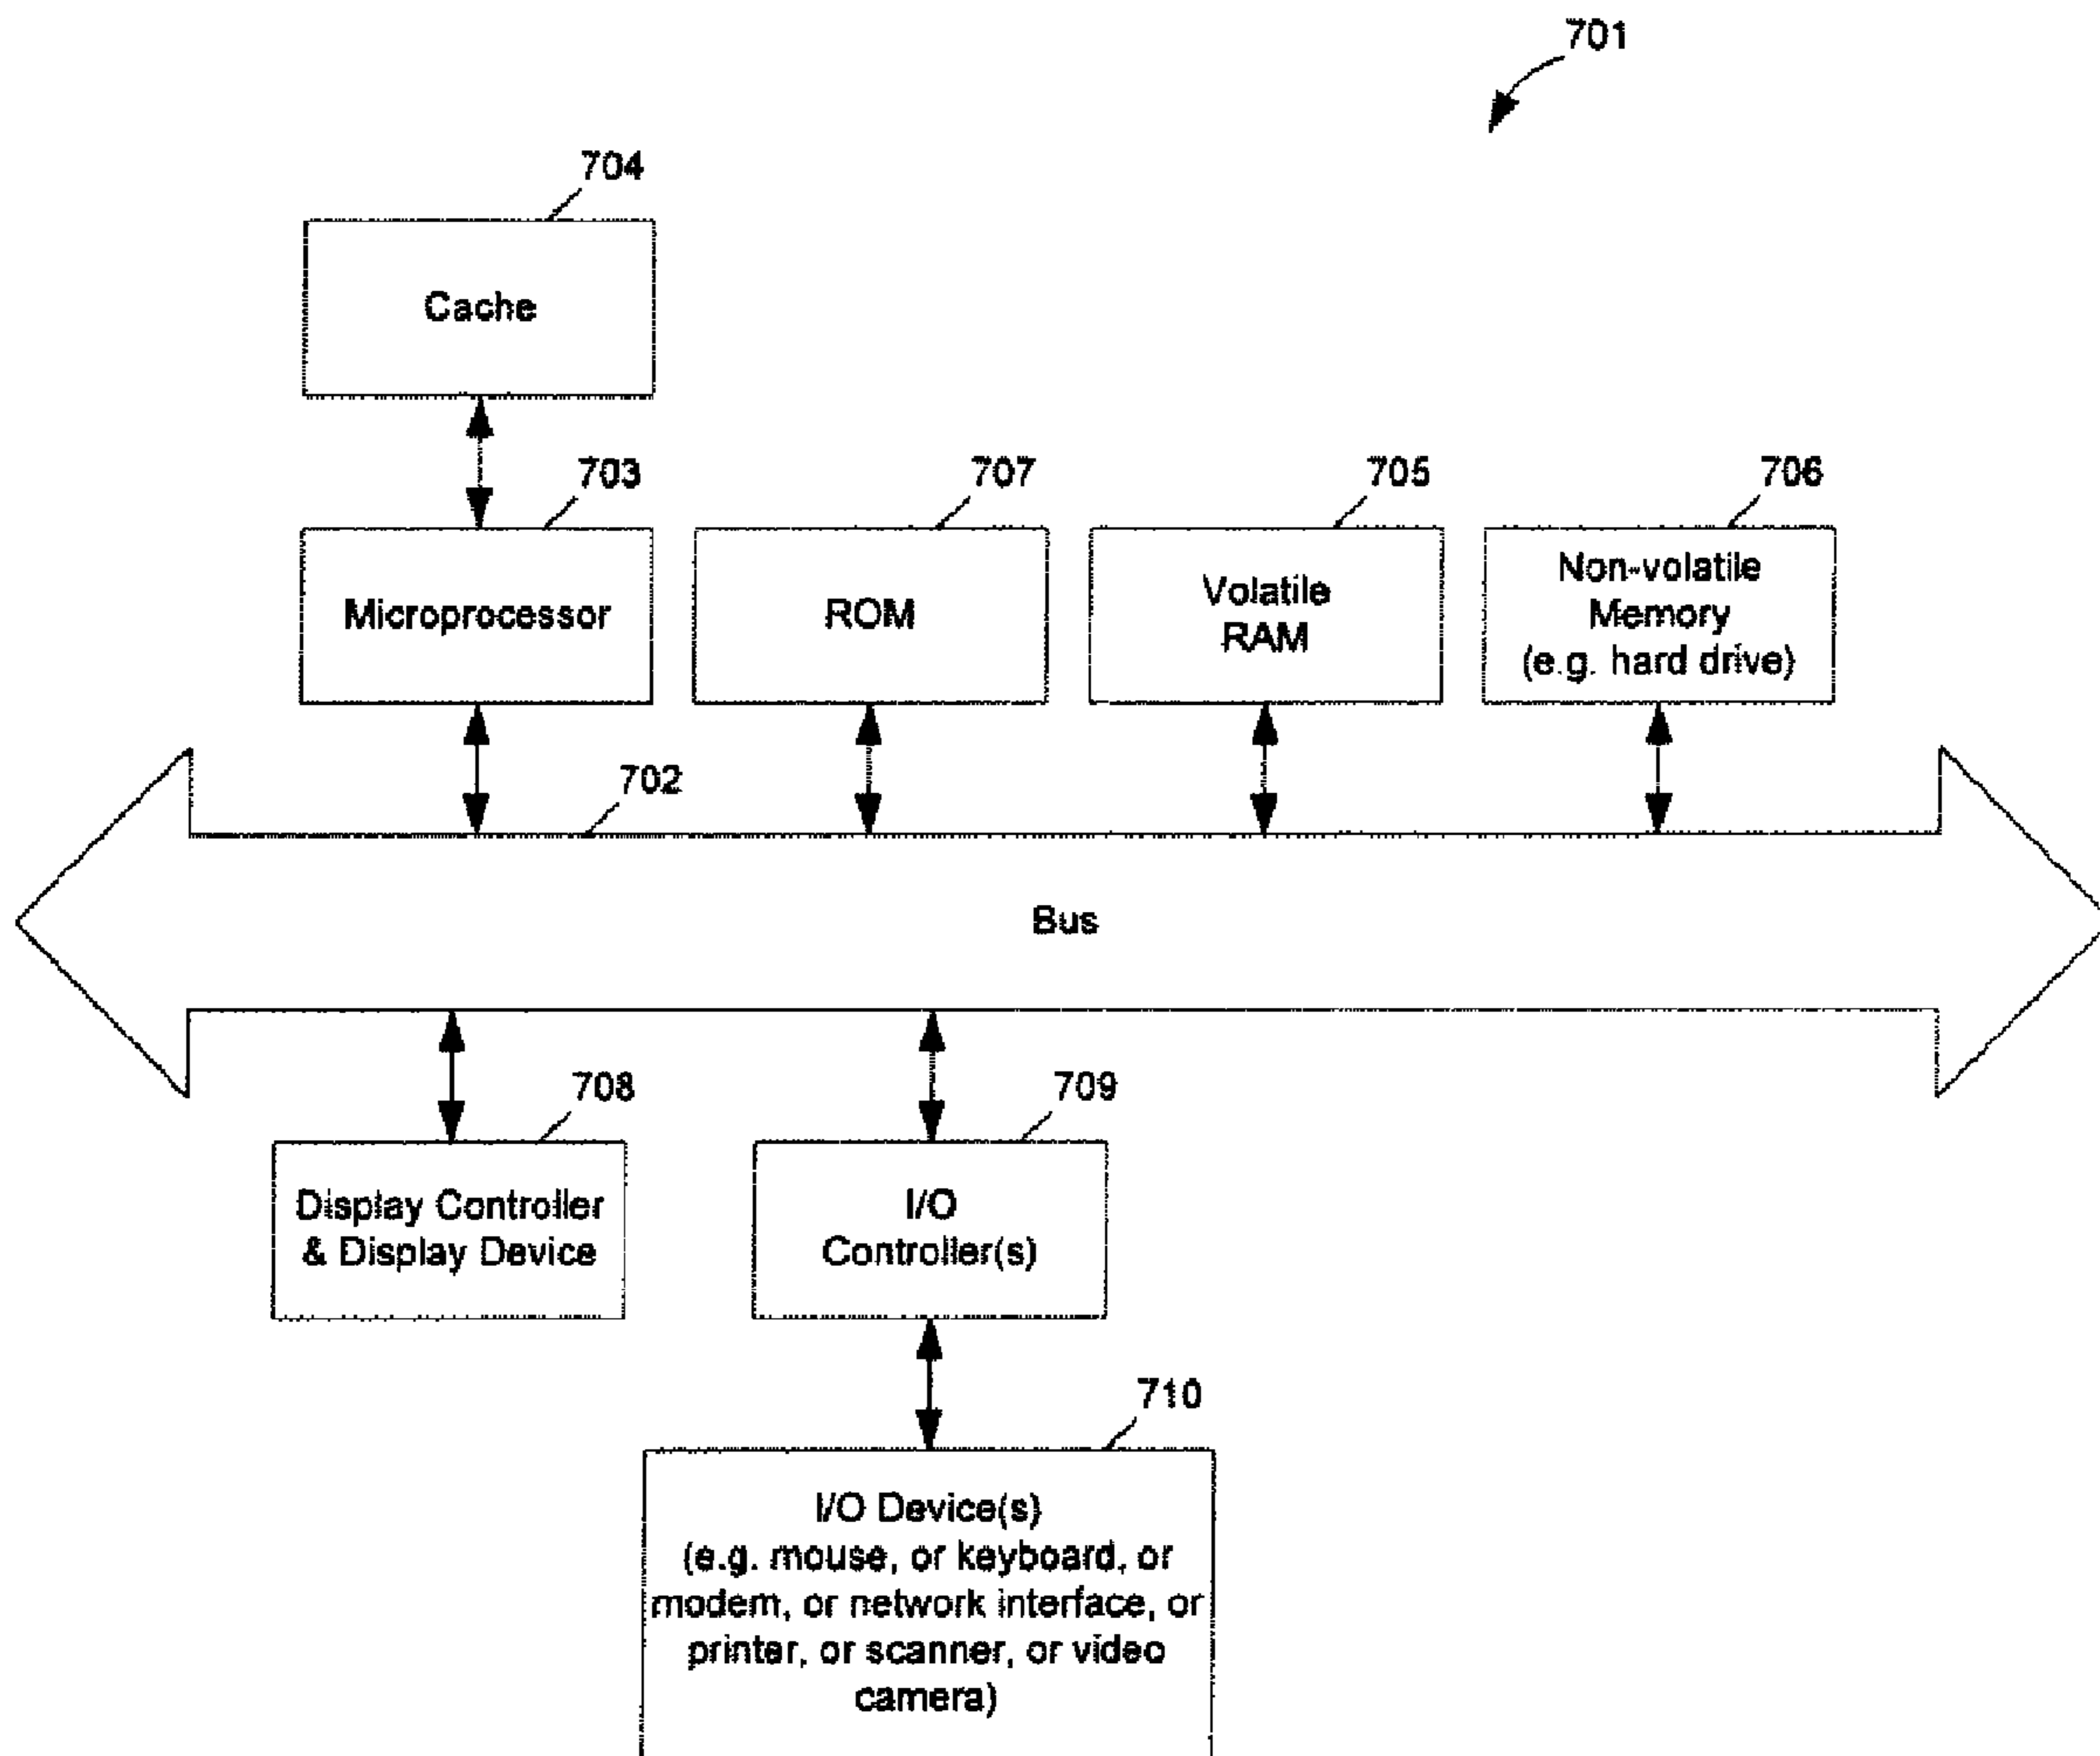 701
704
Cache
703
707
705
706
Microprocessor
ROM
Volatile
RAM
Non-volatile
Memory
(e.g. hard drive)
702
Bus
708
709
Display Controller
& Display Device
I/O
Controller(s)
710
I/O Device(s)
(e.g. mouse, or keyboard, or
modem, or network interface, or
printer, or scanner, or video
camera)